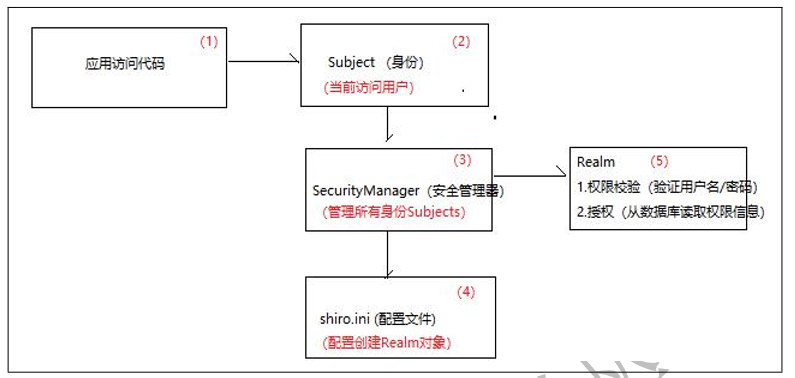 (1)
应用访问代码
(2)
Subject （身份）
(当前访问用户)
(3)
SecurityManager（安全管理器）
(管理所有身份Subjects)
(5)
Realm
1.权限校验（验证用户名/密码）
2.授权（从数据库读取权限信息）
(4)
shiro.ini (配置文件)
(配置创建Realm对象)